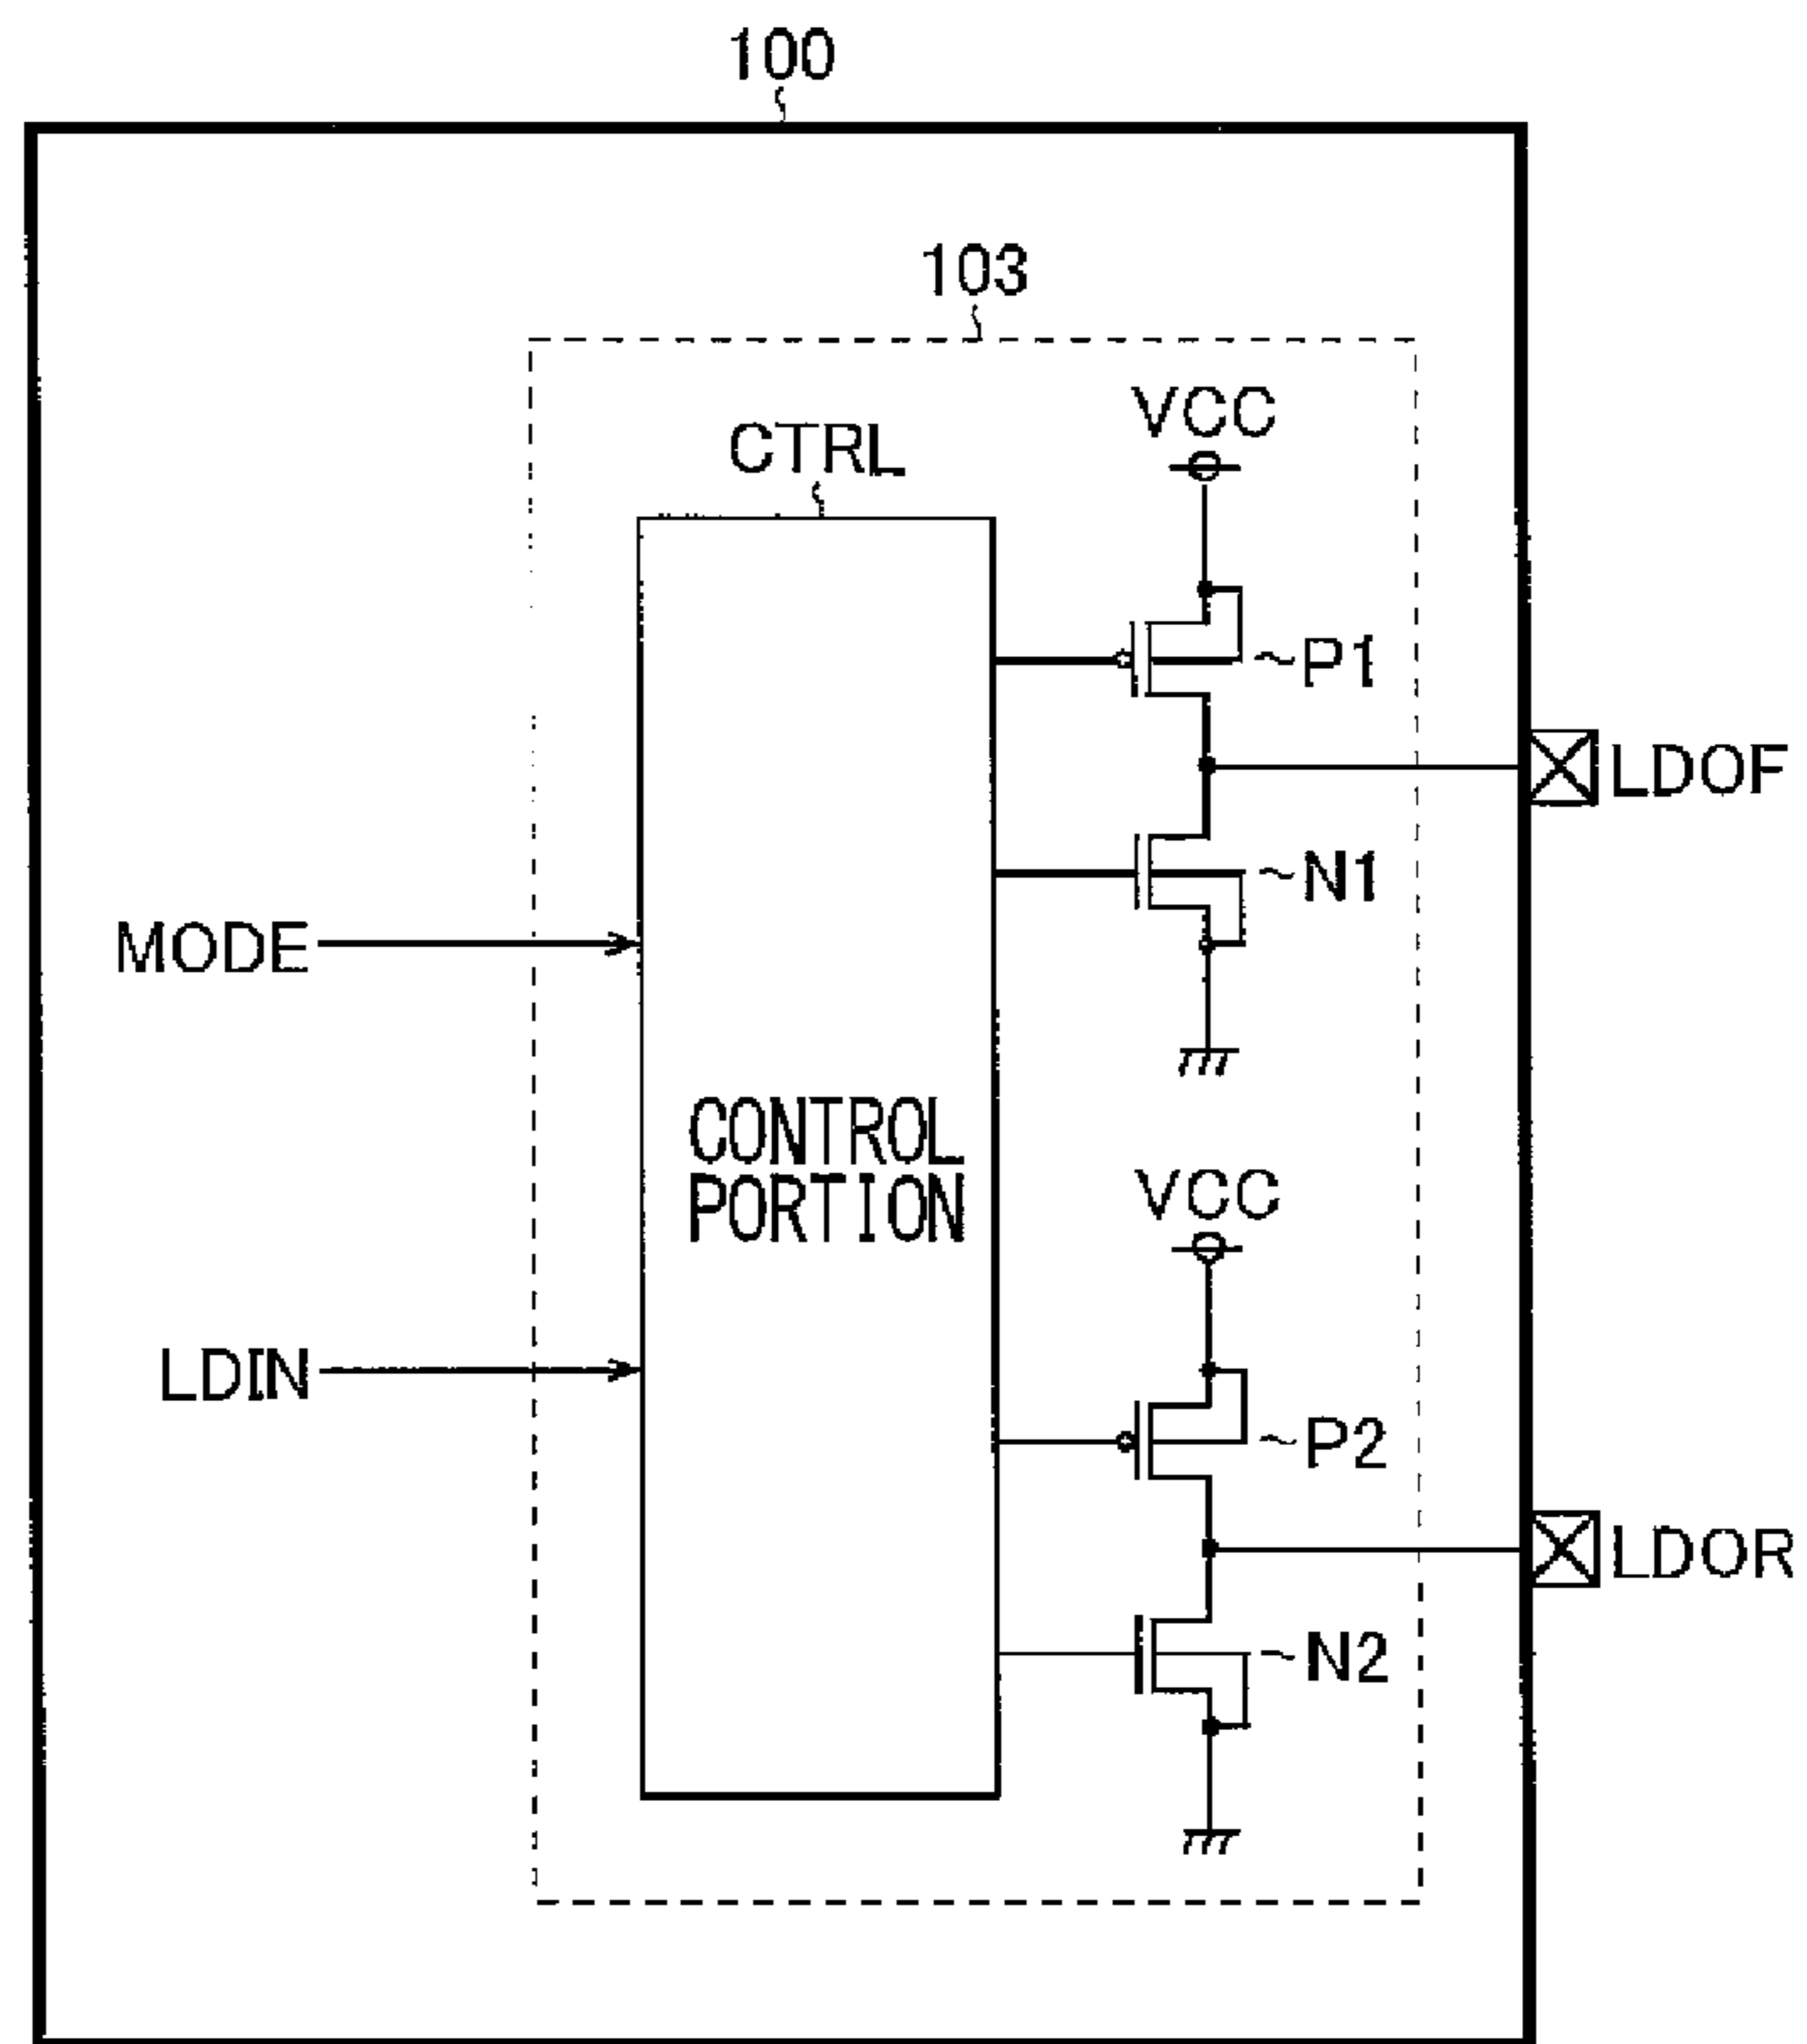 100
103
VCC
CTRL
~P1
LDOF
~N1
MODE
CONTROL
PORTION
VCC
LDIN
~P2
LDOR
~N2